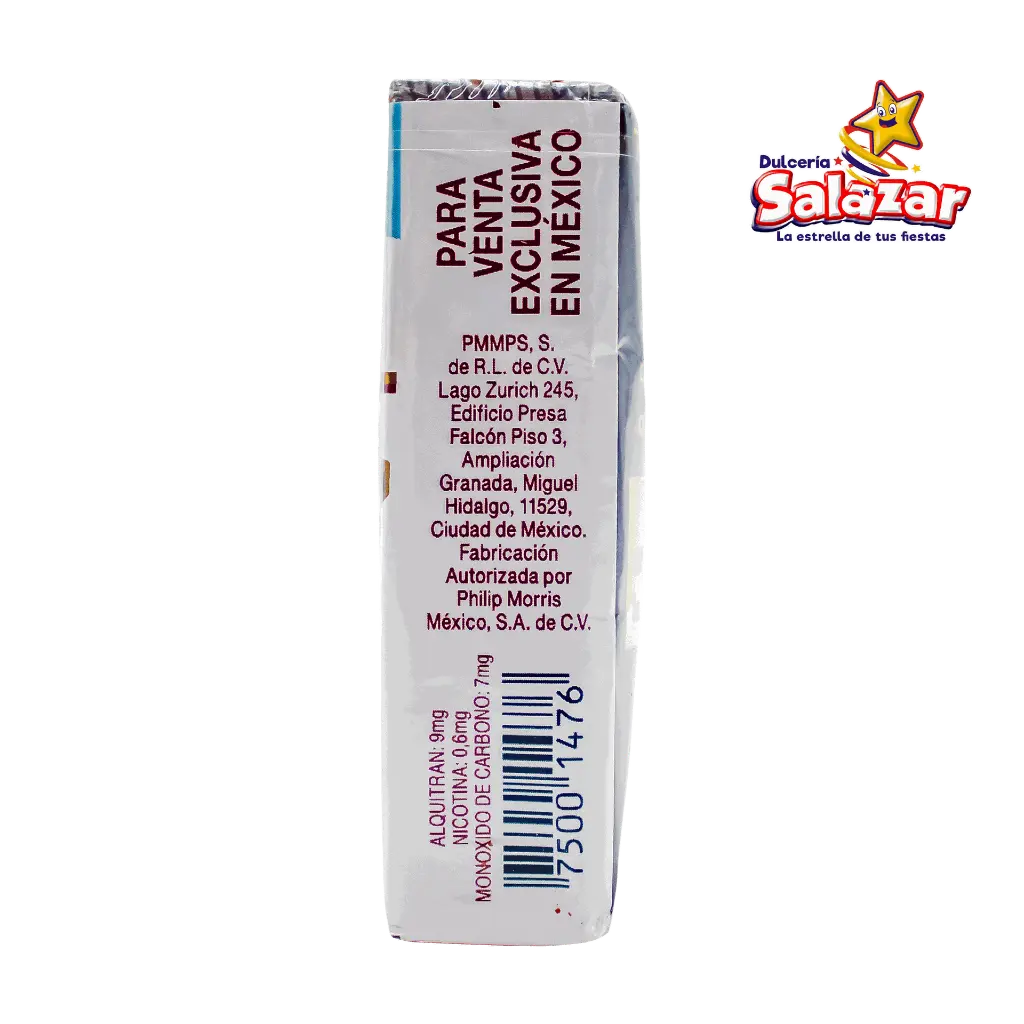 PARA
VENTA
EXCLUSIVA
EN MÉXICO
PMMPS, S.
de R.L. de C.V.
Lago Zurich 245,
Edificio Presa
Falcón Piso 3,
Ampliación
Granada, Miguel
Hidalgo, 11529,
Ciudad de México.
Fabricación
Autorizada por
Philip Morris
México, S.A. de C.V.
ALQUITRAN: 9mg
NICOTINA: 0,6mg
MONOXIDO DE CARBONO: 7mg
7500 1476
Dulcería
Salazar
La estrella de tus fiestas